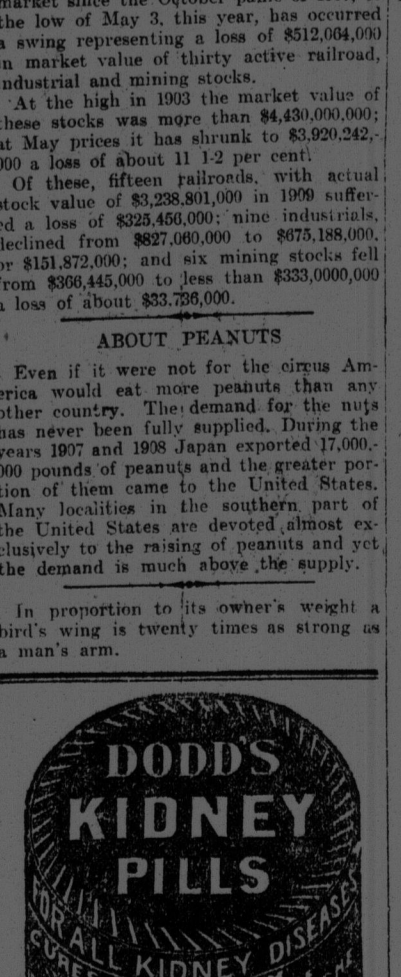 market since the October panic
the low of May 3, this year, has occurred
a swing representing a loss of $512,064,000
n market value of thirty active railroad,
ndustrial and mining stocks.
At the high in 1903 the market value of
hese stocks was more than $4,430,000,000;
at May prices it has shrunk to $3,920,242,-
000 a loss of about 11 1-2 per cent.
Of these, fifteen railroads, with actual
stock value of $3,238,801,000 in 1909 suffer-
ed a loss of $325,456,000; nine industrials,
declined from $827,060,000 to $675,188,000,
or $151,872,000; and six mining stocks fell
from $366,445,000 to less than $333,0000,000
a loss of about $33,736,000.
ABOUT PEANUTS
Even if it were not for the circus Am-
erica would eat more peanuts than any
other country. The demand for the nuts
has never been fully supplied. During the
years 1907 and 1908 Japan exported 17,000,-
000 pounds of peanuts and the greater por-
tion of them came to the United States.
Many localities in the southern part of
the United States are devoted almost ex-
clusively to the raising of peanuts and yet
the demand is much above the supply.
In proportion to its owner's weight a
bird's wing is twenty times as strong as
a man's arm.
DODD'S
KIDNEY
PILLS
FOR ALL KIDNEY DISEASES
CURES